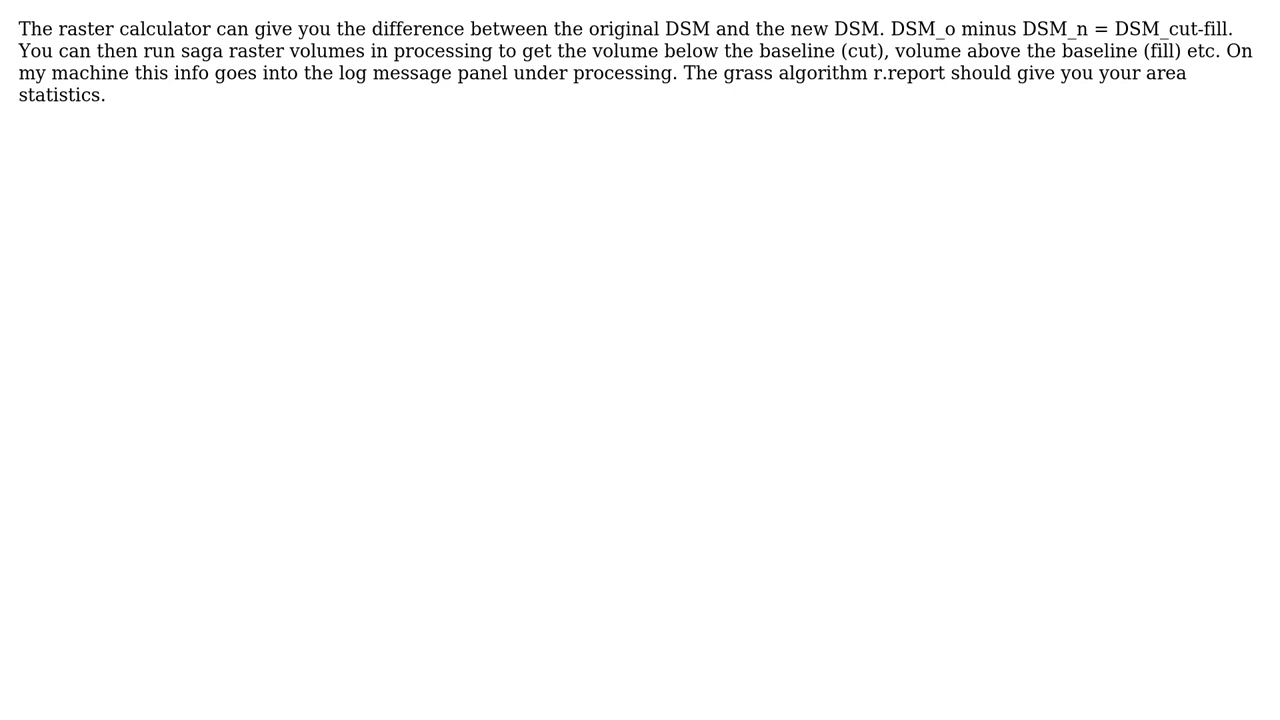 The raster calculator can give you the difference between the original DSM and the new DSM. DSM_o minus DSM_n = DSM_cut-fill.
You can then run saga raster volumes in processing to get the volume below the baseline (cut), volume above the baseline (fill) etc. On
my machine this info goes into the log message panel under processing. The grass algorithm r.report should give you your area
statistics.